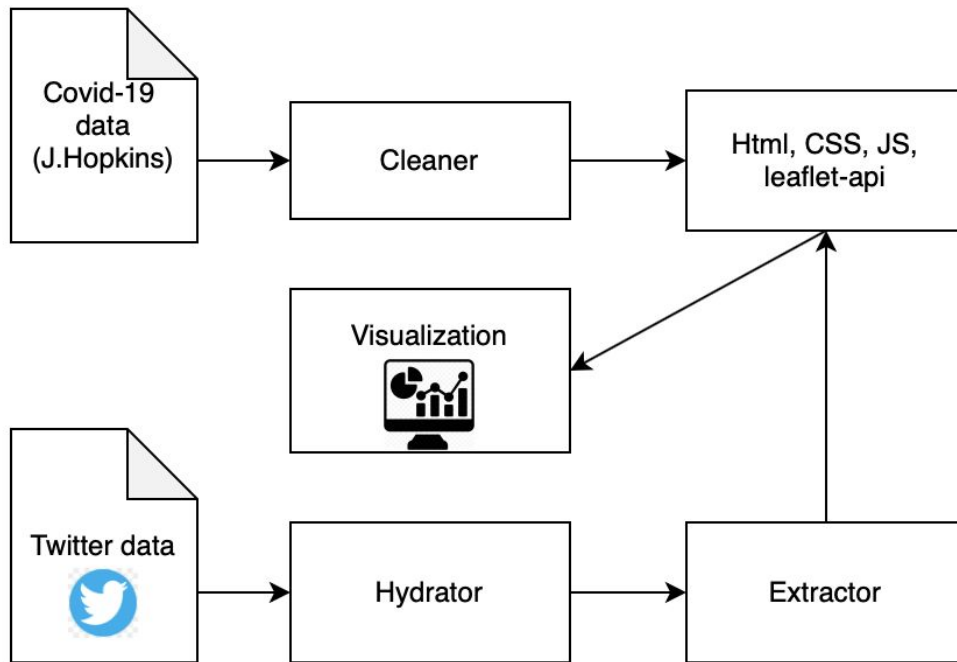 Covid-19
data
(J.Hopkins)
Cleaner
Html, CSS, JS,
leaflet-api
Visualization
Twitter data
Hydrator
Extractor